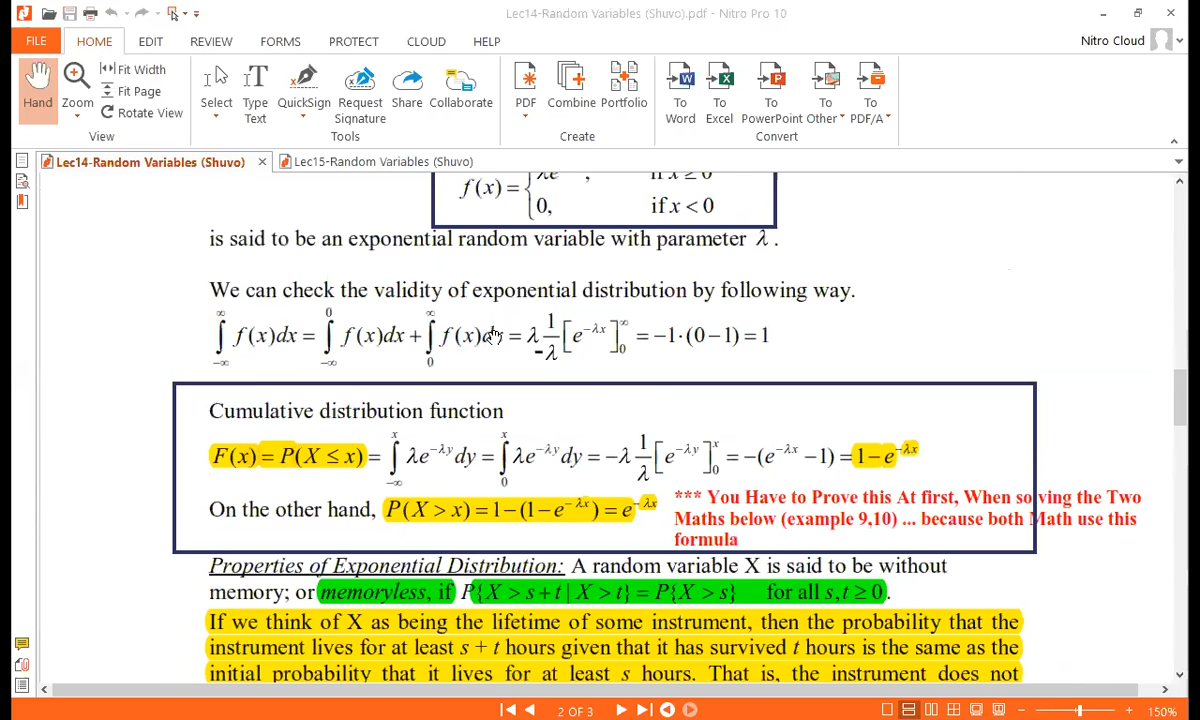 Lec14-Random Variables (Shuvo).pdf - Nitro Pro 10
FILE HOME EDIT REVIEW FORMS PROTECT CLOUD HELP Nitro Cloud
Hand Zoom Fit Width Fit Page Rotate View Select Type Text QuickSign Request Signature Share Collaborate PDF Combine Portfolio To Word To Excel To PowerPoint To Other To PDF/A
View Tools Create Convert
Lec14-Random Variables (Shuvo) Lec15-Random Variables (Shuvo)
f(x) = { λe , if x ≥ 0
0, if x < 0
is said to be an exponential random variable with parameter λ .
We can check the validity of exponential distribution by following way.
∫_{-∞}^{∞} f(x)dx = ∫_{-∞}^{0} f(x)dx + ∫_{0}^{∞} f(x)dx = λ 1/-λ [e^{-λx}]_0^∞ = -1·(0-1) = 1
Cumulative distribution function
F(x) = P(X ≤ x) = ∫_{-∞}^{x} λe^{-λy} dy = ∫_{0}^{x} λe^{-λy} dy = -λ 1/λ [e^{-λy}]_0^x = -(e^{-λx} - 1) = 1 - e^{-λx}
On the other hand, P(X > x) = 1 - (1 - e^{-λx}) = e^{-λx}
*** You Have to Prove this At first, When solving the Two
Maths below (example 9,10) ... because both Math use this
formula
Properties of Exponential Distribution: A random variable X is said to be without
memory; or memoryless, if P{X > s + t | X > t} = P{X > s} for all s, t ≥ 0.
If we think of X as being the lifetime of some instrument, then the probability that the
instrument lives for at least s + t hours given that it has survived t hours is the same as the
initial probability that it lives for at least s hours. That is, the instrument does not
2 OF 3 150%